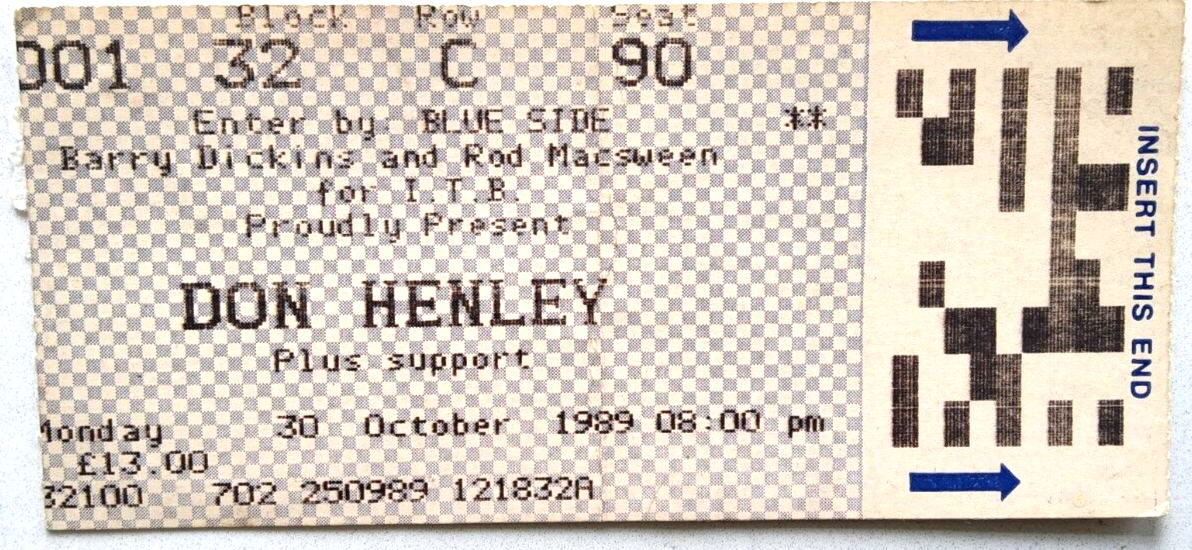 Block Row Seat
001 32 C 90
Enter by: BLUE SIDE **
Barry Dickins and Rod Macsween
for I.T.B.
Proudly Present
DON HENLEY
Plus support
Monday 30 October 1989 08:00 pm
£13.00
32100 702 250989 121832A
INSERT THIS END